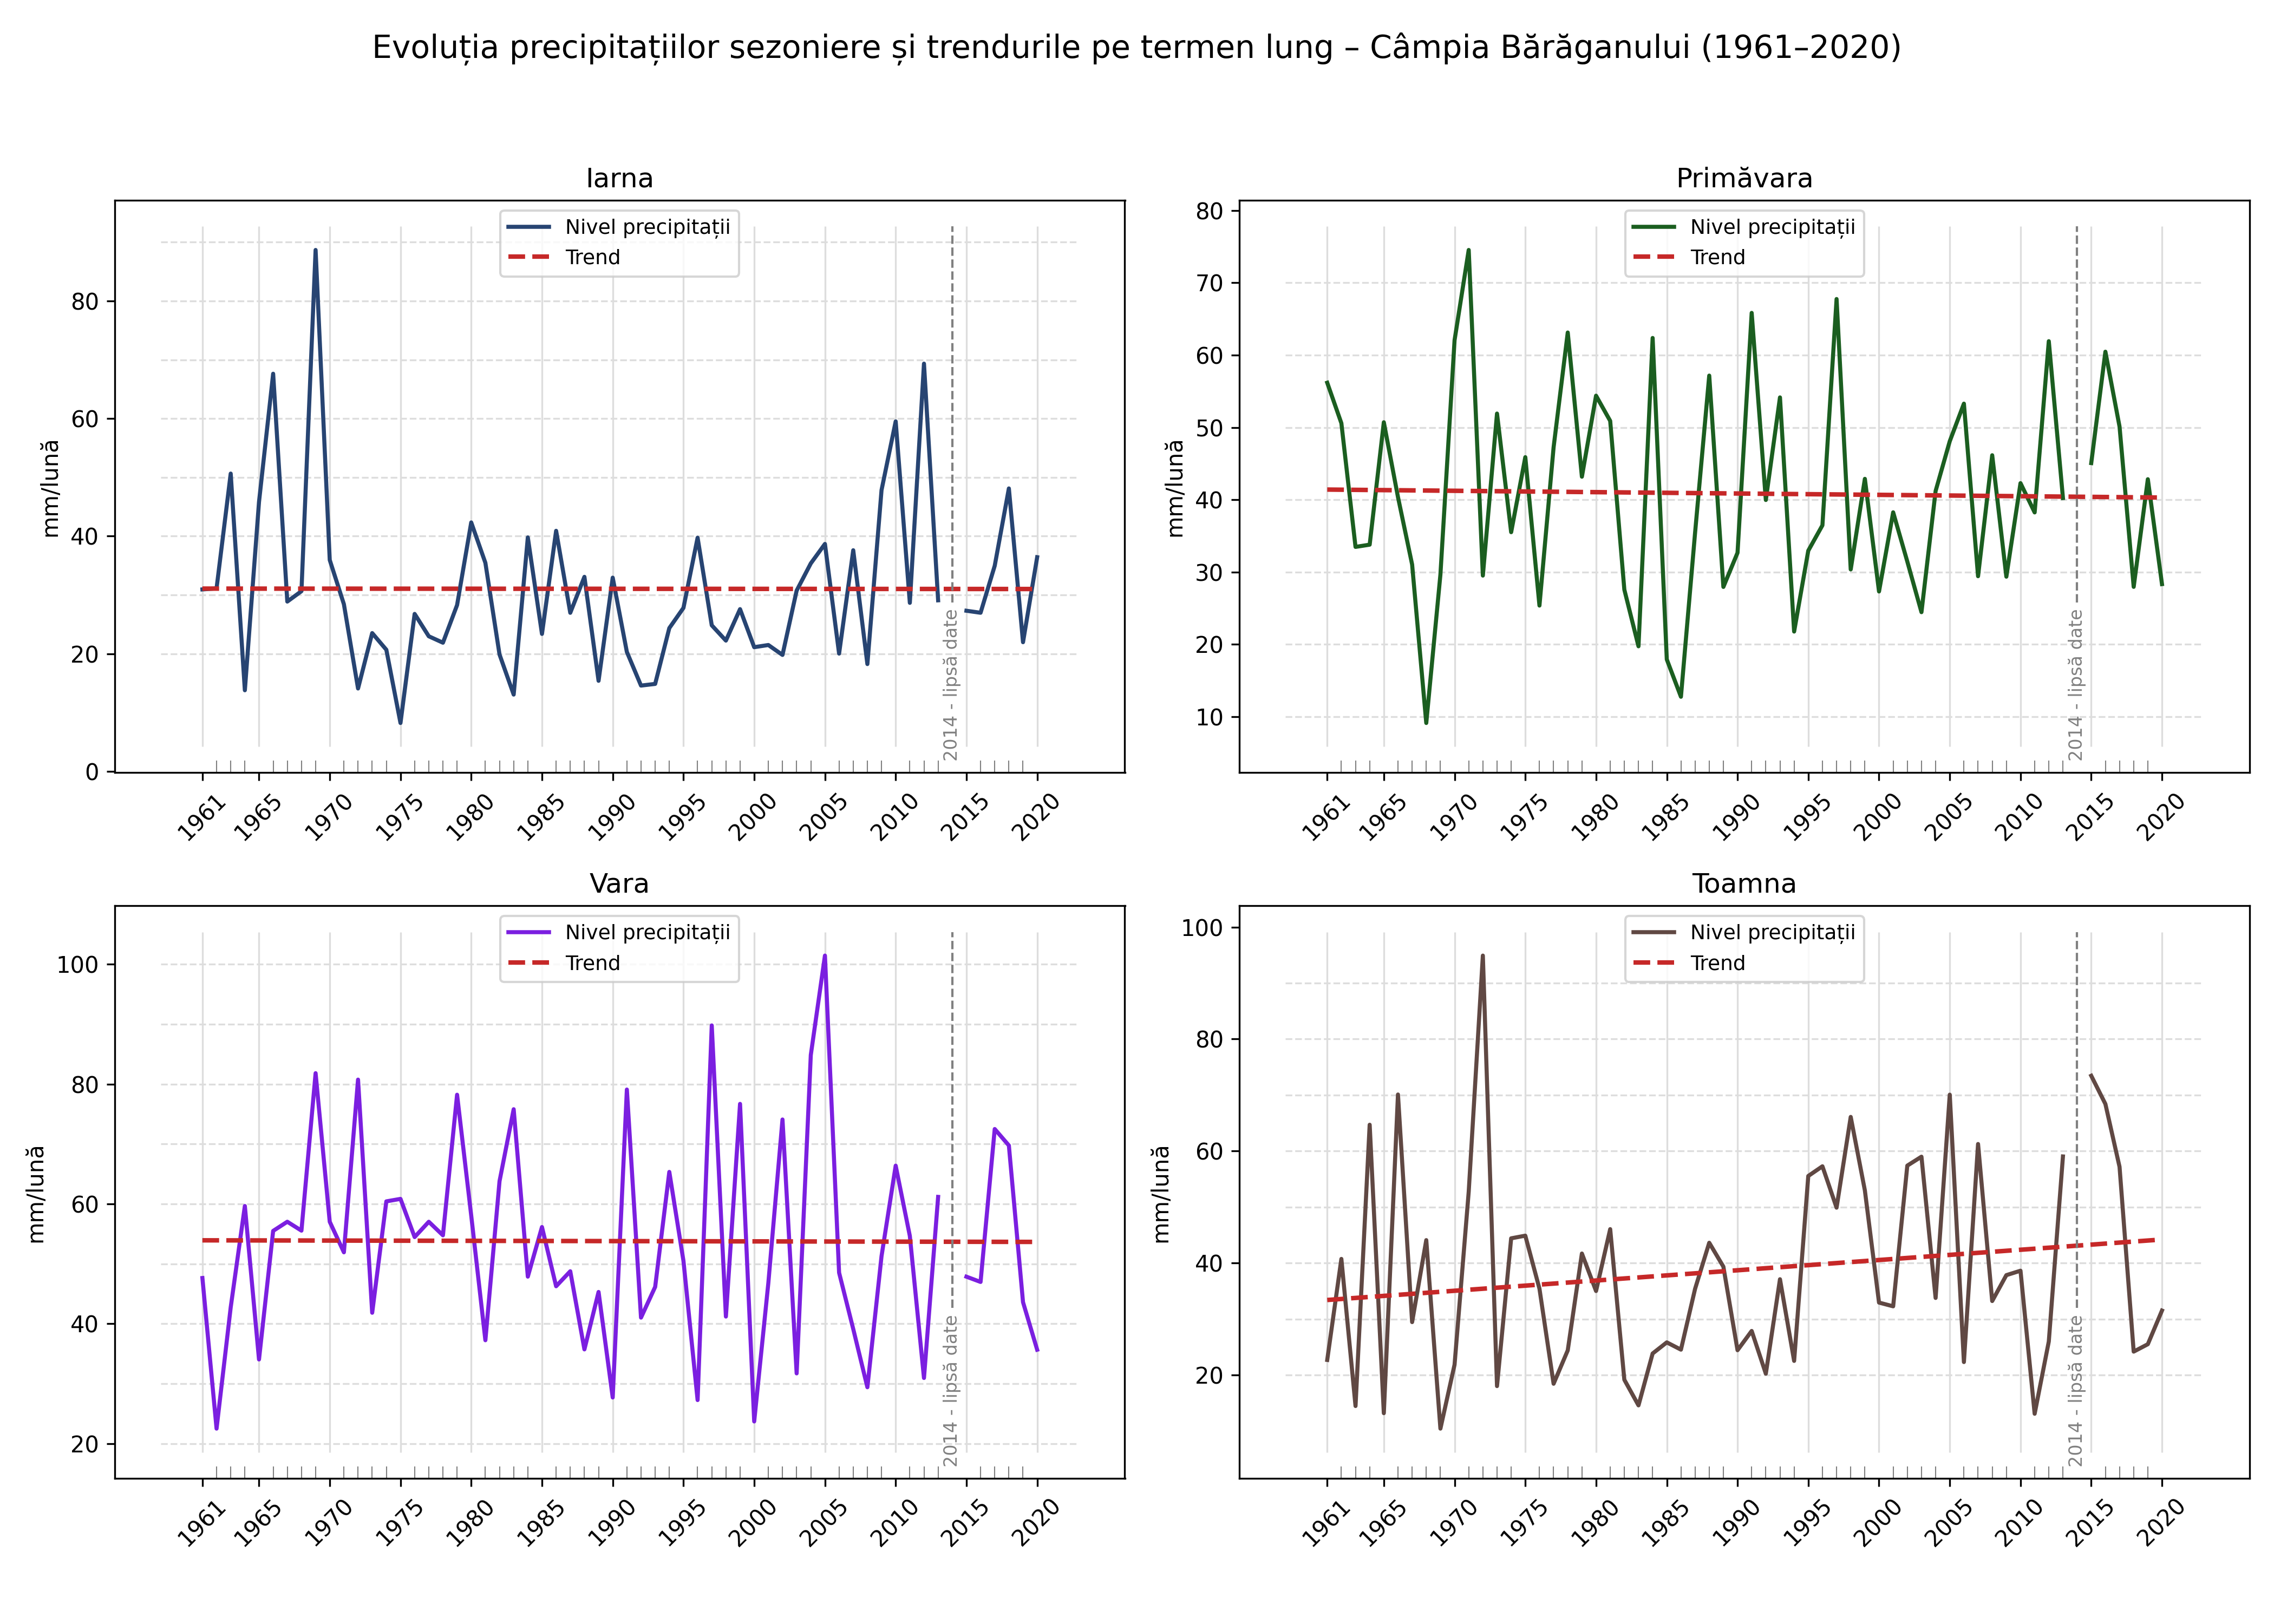 Evoluția precipitațiilor sezoniere și trendurile pe termen lung – Câmpia Bărăganului (1961–2020)
Iarna
Nivel precipitații
Trend
mm/lună
80
60
40
20
0
2014 - lipsă date
1961 1965 1970 1975 1980 1985 1990 1995 2000 2005 2010 2015 2020
Primăvara
Nivel precipitații
Trend
mm/lună
80
70
60
50
40
30
20
10
2014 - lipsă date
1961 1965 1970 1975 1980 1985 1990 1995 2000 2005 2010 2015 2020
Vara
Nivel precipitații
Trend
mm/lună
100
80
60
40
20
2014 - lipsă date
1961 1965 1970 1975 1980 1985 1990 1995 2000 2005 2010 2015 2020
Toamna
Nivel precipitații
Trend
mm/lună
100
80
60
40
20
2014 - lipsă date
1961 1965 1970 1975 1980 1985 1990 1995 2000 2005 2010 2015 2020